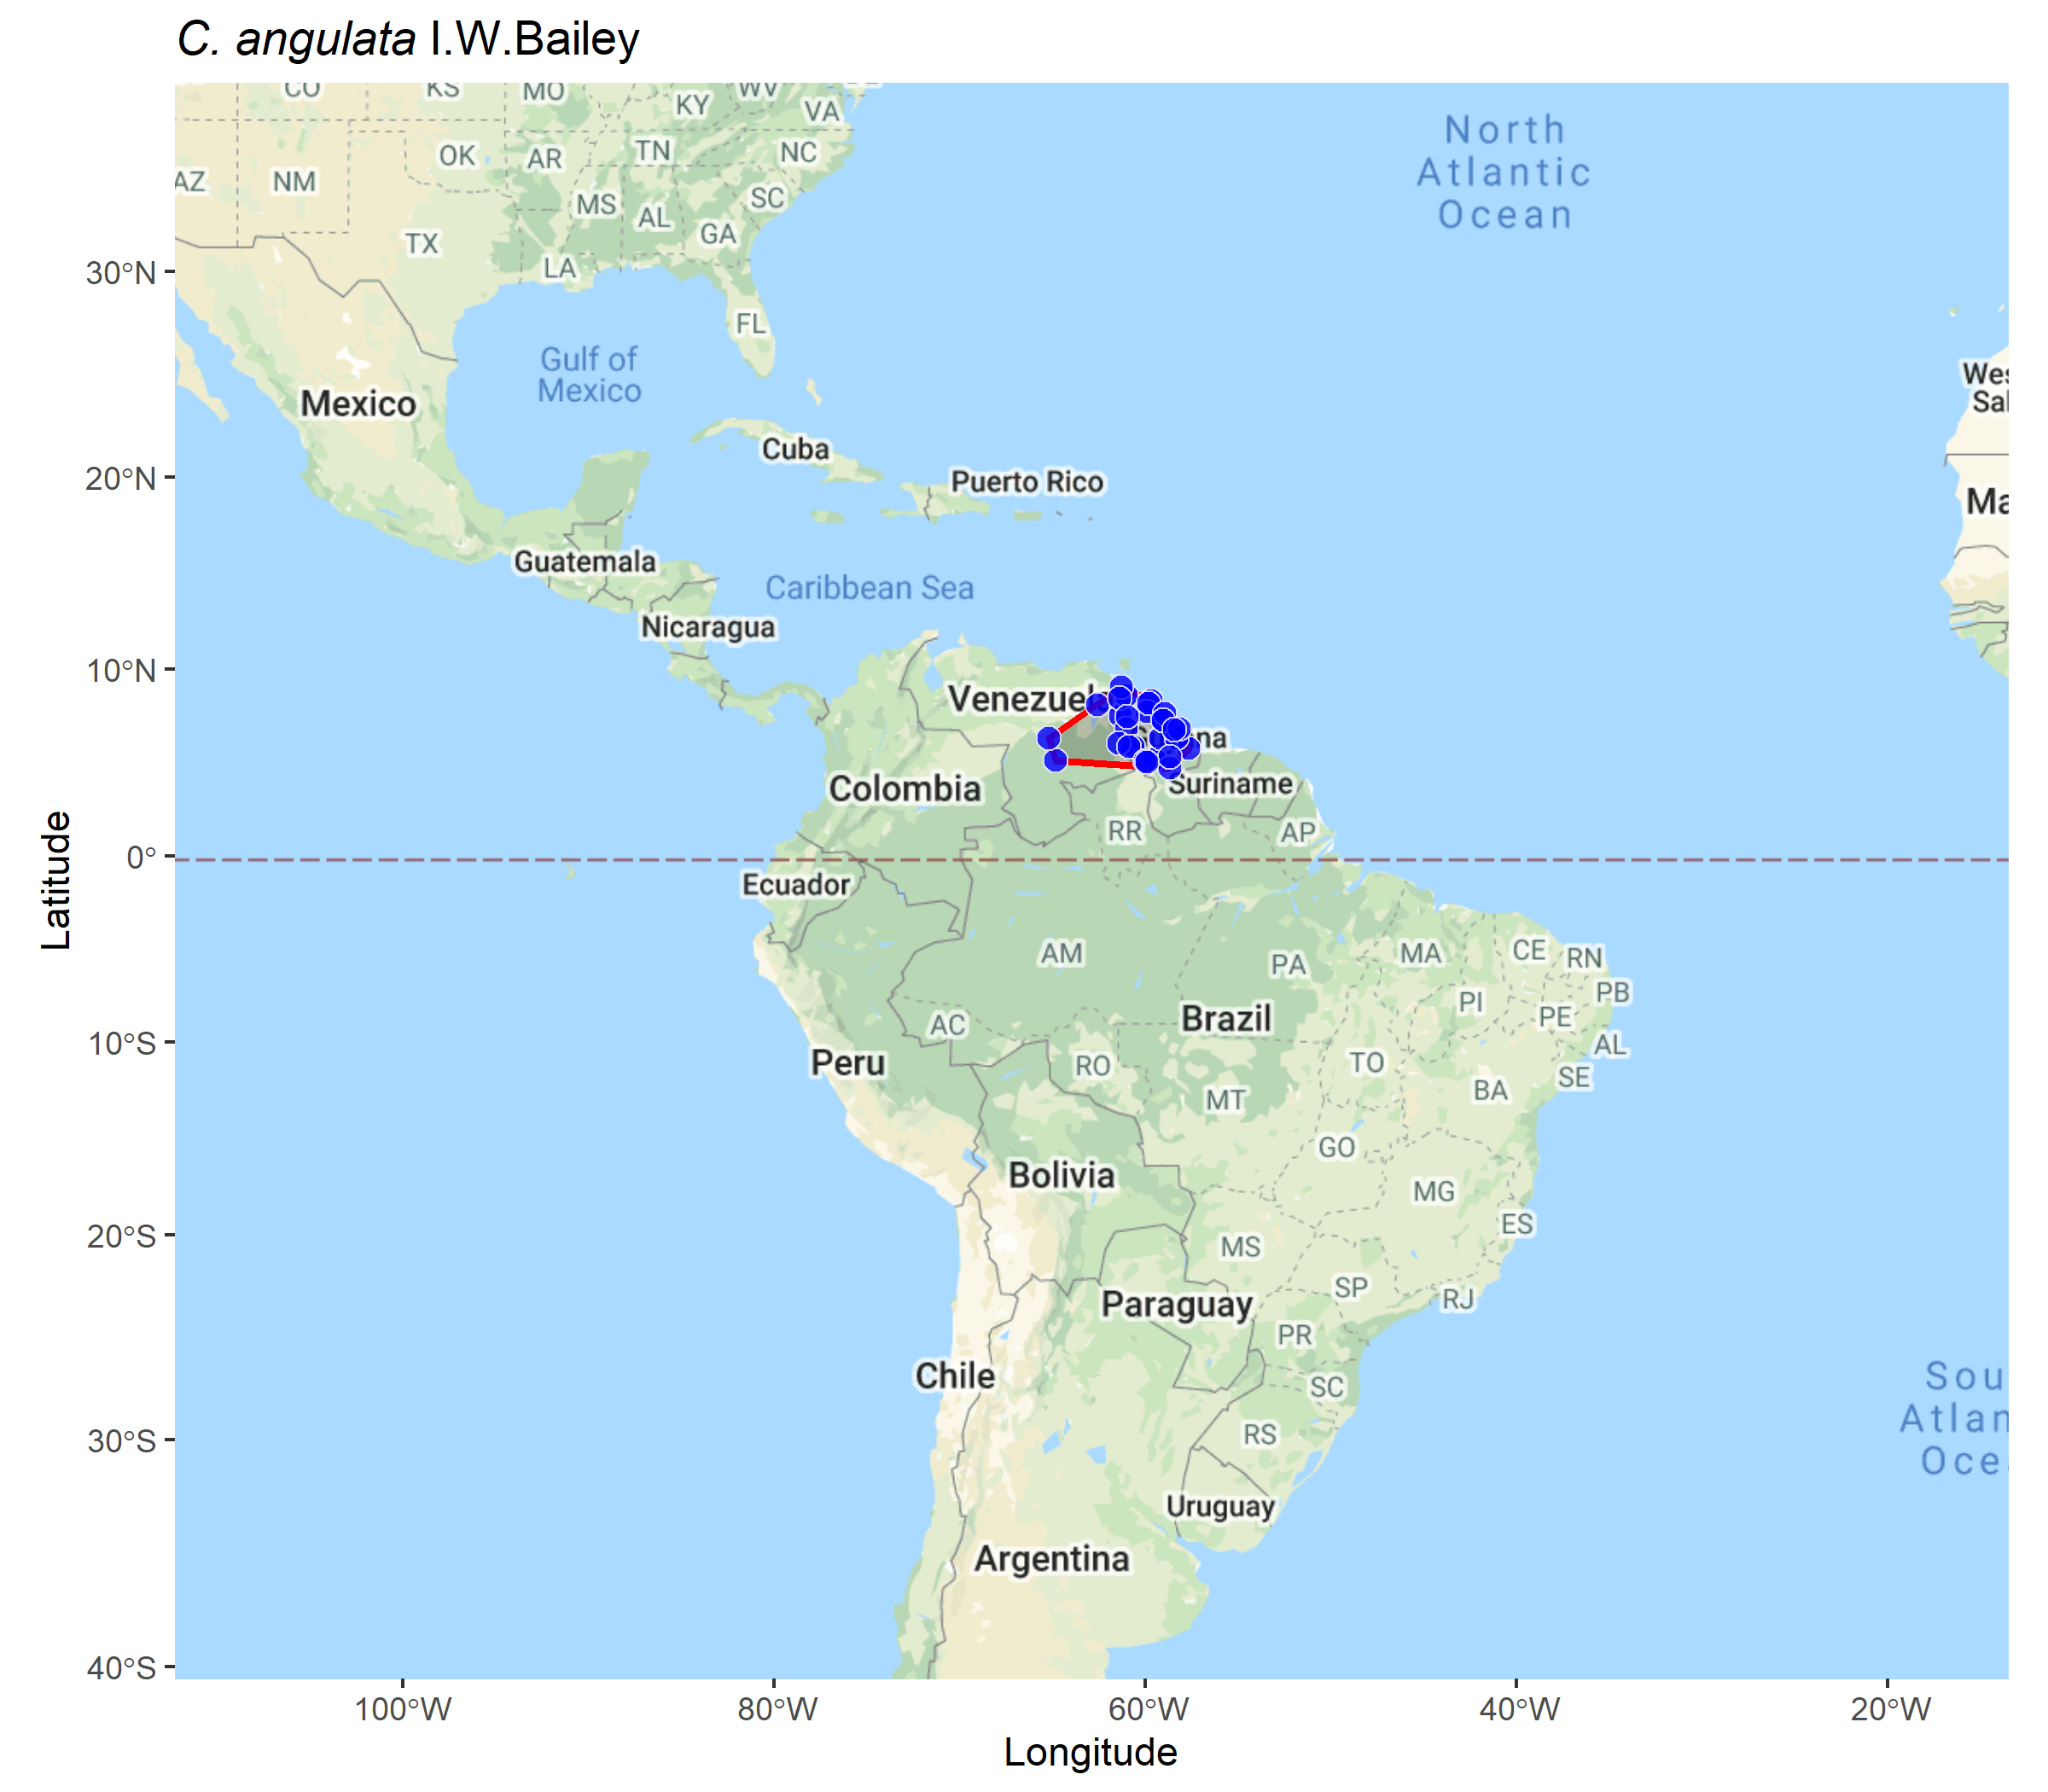 C. angulata I.W.Bailey
CO
KS
MO
KY
WV
VA
OK
AR
TN
NC
AZ
NM
MS
AL
SC
GA
TX
LA
FL
North
Atlantic
Ocean
Gulf of
Mexico
Mexico
Cuba
Puerto Rico
Guatemala
Caribbean Sea
Nicaragua
Venezuel
na
Suriname
Colombia
RR
AP
Ecuador
AM
PA
MA
CE
RN
PB
PI
PE
AL
SE
AC
Brazil
Peru
RO
TO
BA
MT
GO
Bolivia
MG
ES
MS
SP
RJ
Paraguay
PR
Chile
SC
RS
Uruguay
Argentina
Wes
Sal
Ma
Sou
Atlan
Oce
30°N
20°N
10°N
0°
10°S
20°S
30°S
40°S
Latitude
100°W
80°W
60°W
40°W
20°W
Longitude